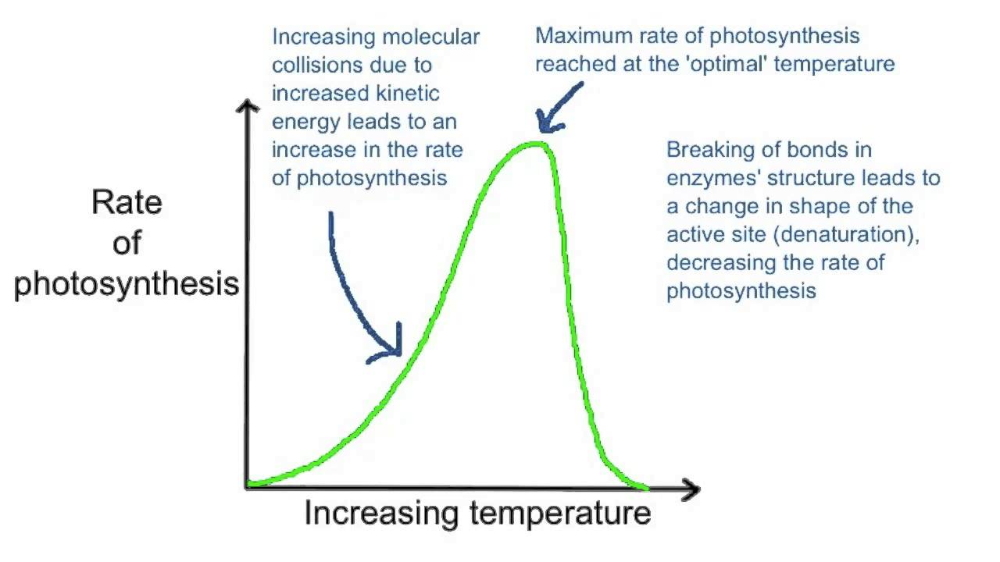 Increasing molecular
collisions due to
increased kinetic
energy leads to an
increase in the rate
of photosynthesis
Maximum rate of photosynthesis
reached at the 'optimal' temperature
Breaking of bonds in
enzymes' structure leads to
a change in shape of the
active site (denaturation),
decreasing the rate of
photosynthesis
Rate
of
photosynthesis
Increasing temperature